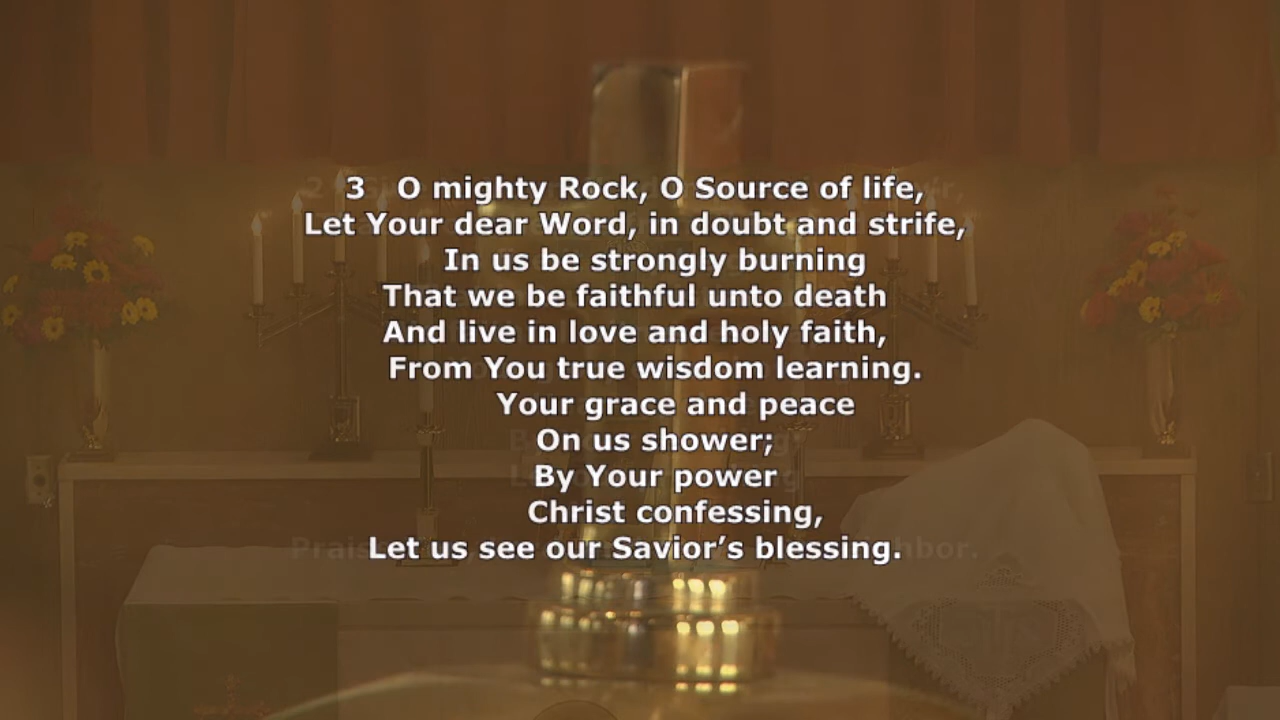 3 O mighty Rock, O Source of life,
Let Your dear Word, in doubt and strife,
In us be strongly burning
That we be faithful unto death
And live in love and holy faith,
From You true wisdom learning.
Your grace and peace
On us shower;
By Your power
Christ confessing,
Let us see our Savior’s blessing.